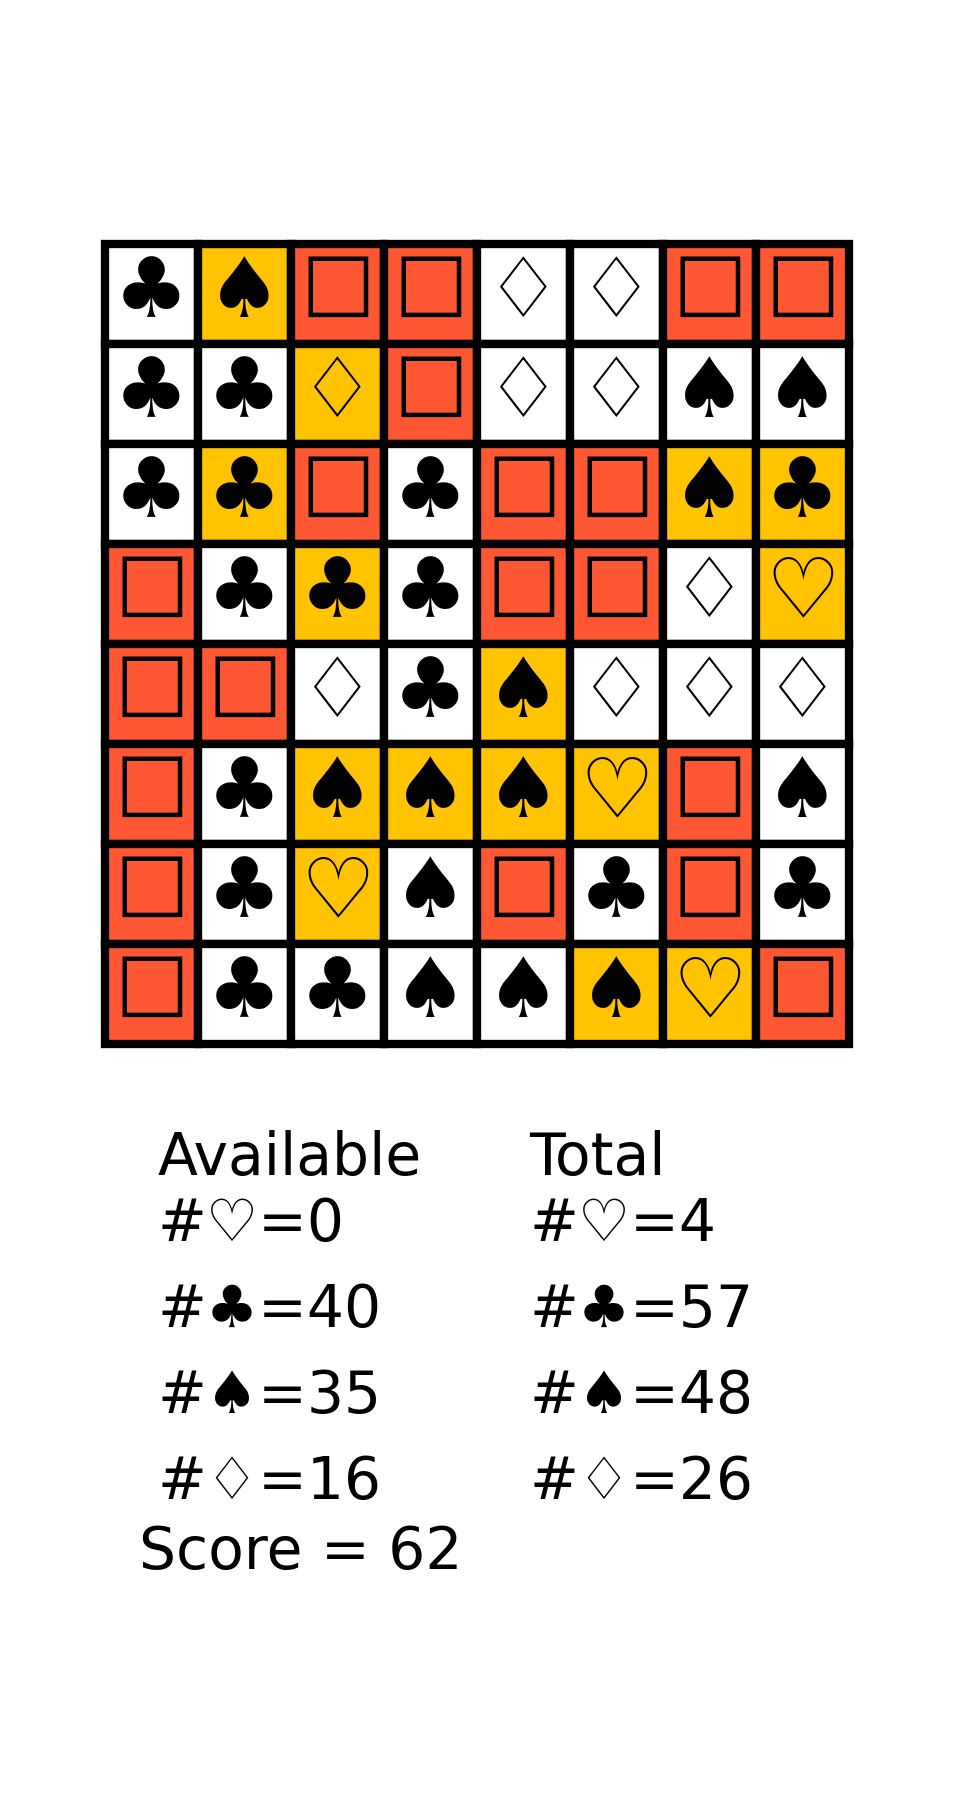 ♣ ♠ □ □ ♢ ♢ □ □
♣ ♣ ♢ □ ♢ ♢ ♠ ♠
♣ ♣ □ ♣ □ □ ♠ ♣
□ ♣ ♣ ♣ □ □ ♢ ♡
□ □ ♢ ♣ ♠ ♢ ♢ ♢
□ ♣ ♠ ♠ ♠ ♡ □ ♠
□ ♣ ♡ ♠ □ ♣ □ ♣
□ ♣ ♣ ♠ ♠ ♠ ♡ □
Available Total
#♡=0 #♡=4
#♣=40 #♣=57
#♠=35 #♠=48
#♢=16 #♢=26
Score = 62